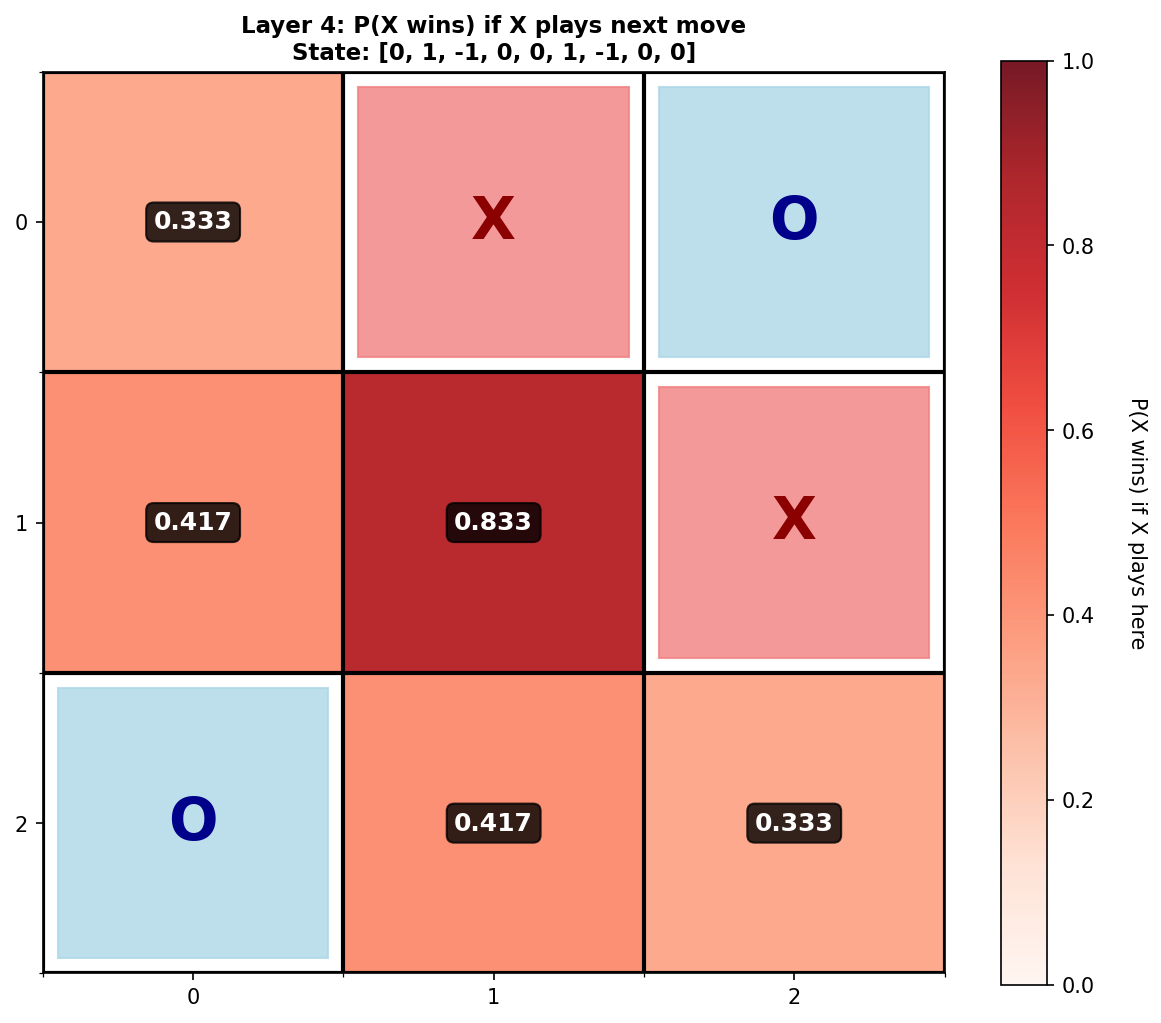 Layer 4: P(X wins) if X plays next move
State: [0, 1, -1, 0, 0, 1, -1, 0, 0]
0
0.333
X
O
1
0.417
0.833
X
2
O
0.417
0.333
0
1
2
1.0
0.8
0.6
0.4
0.2
0.0
P(X wins) if X plays here